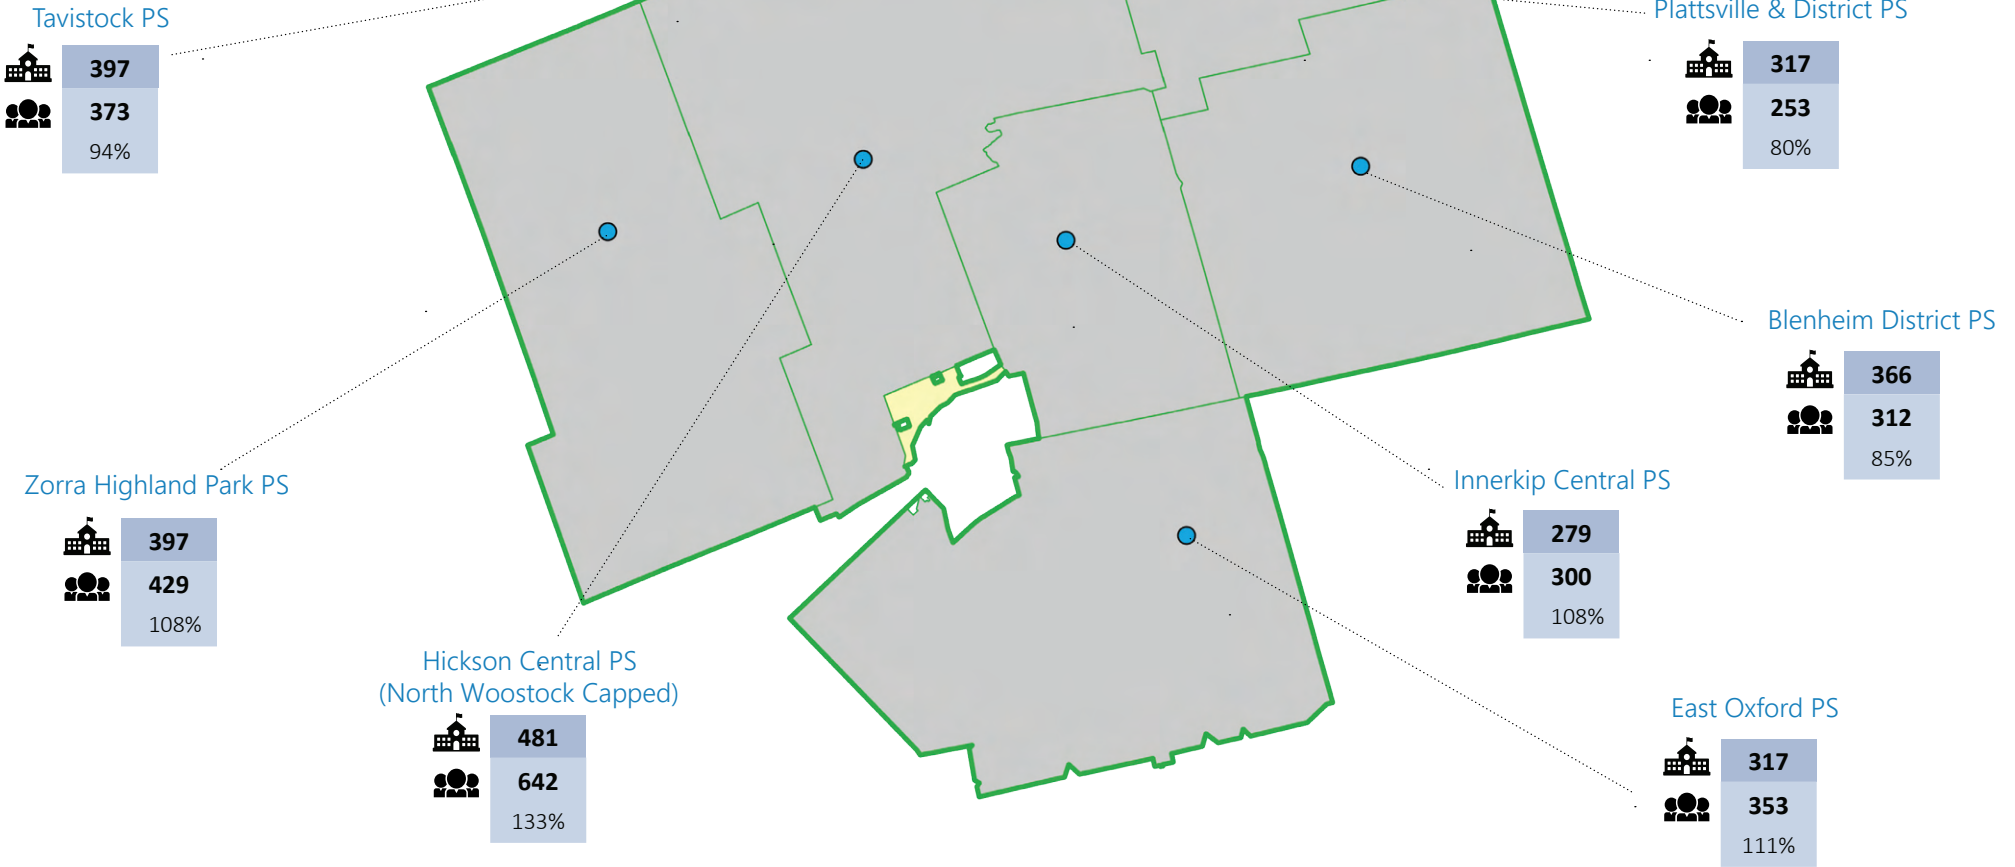 Tavistock PS
397
373
94%
Plattsville & District PS
317
253
80%
Blenheim District PS
366
312
85%
Zorra Highland Park PS
397
429
108%
Innerkip Central PS
279
300
108%
Hickson Central PS
(North Woostock Capped)
481
642
133%
East Oxford PS
317
353
111%